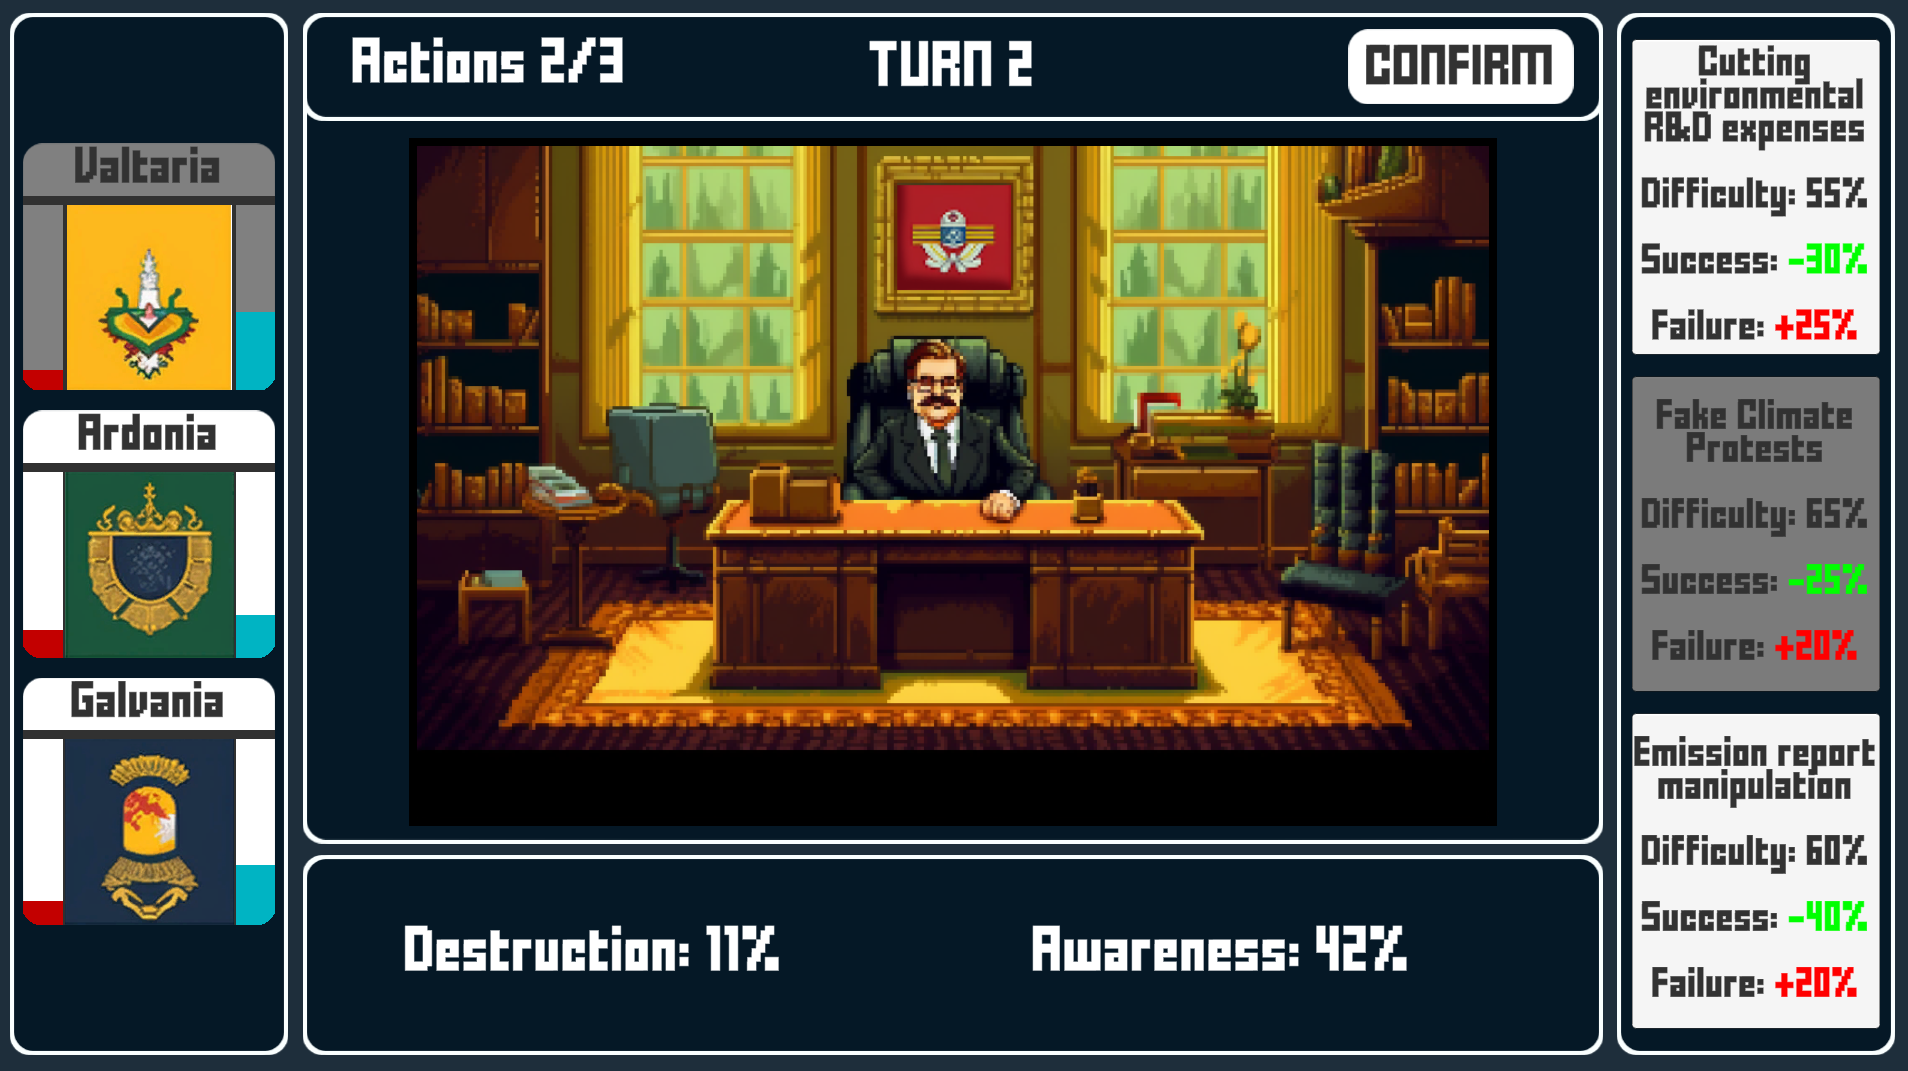 Valtaria
Ardonia
Galvania
Actions 2/3
TURN 2
CONFIRM
Destruction: 11%
Awareness: 42%
Cutting
environmental
R&D expenses
Difficulty: 55%
Success: -30%
Failure: +25%
Fake Climate
Protests
Difficulty: 65%
Success: -25%
Failure: +20%
Emission report
manipulation
Difficulty: 60%
Success: -40%
Failure: +20%